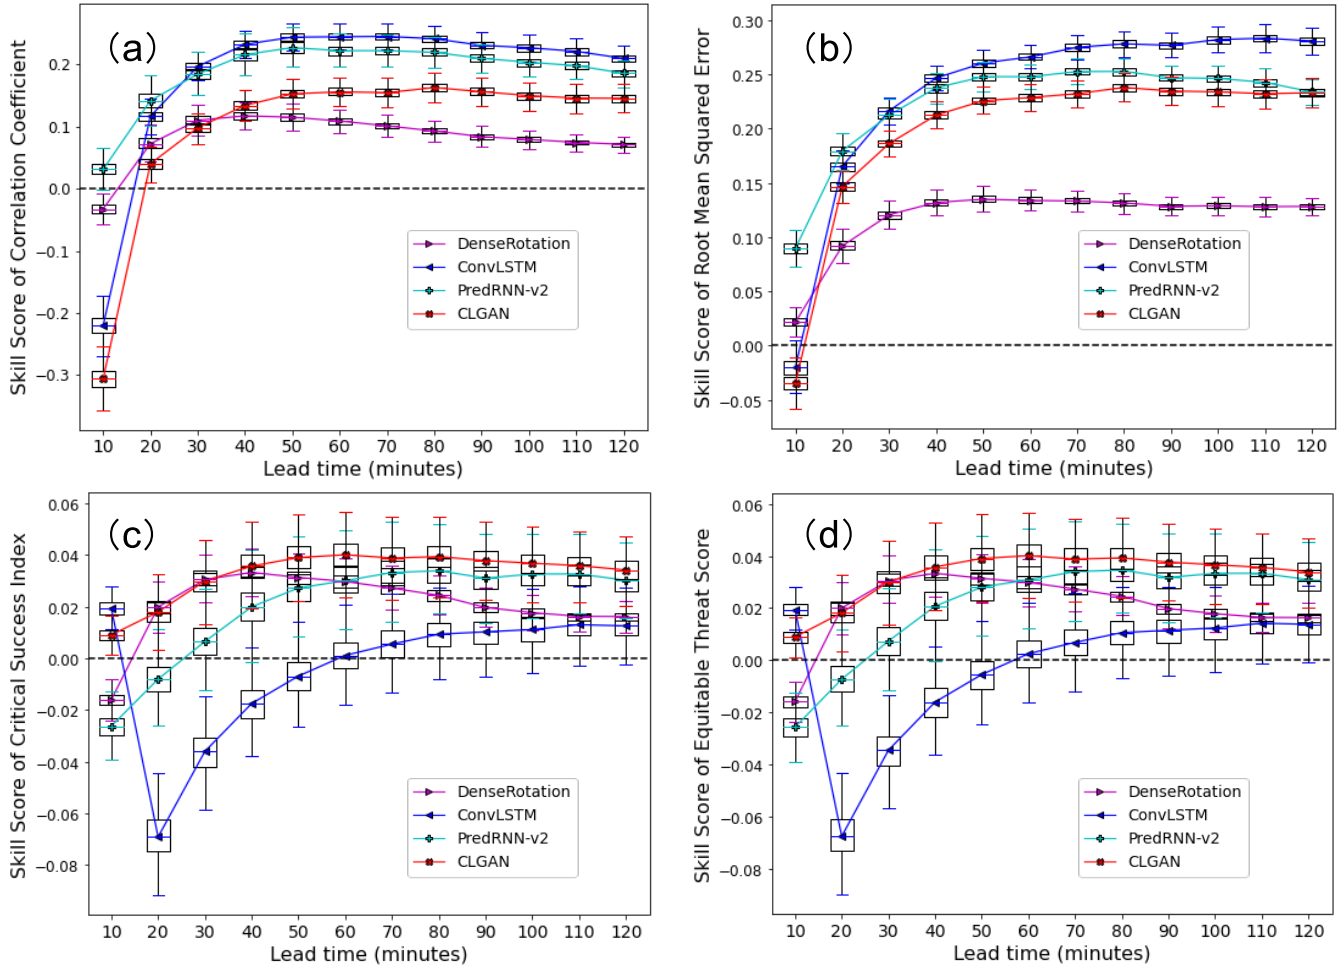 (a)
Skill Score of Correlation Coefficient
0.2
0.1
0.0
−0.1
−0.2
−0.3
DenseRotation
ConvLSTM
PredRNN-v2
CLGAN
10 20 30 40 50 60 70 80 90 100 110 120
Lead time (minutes)
(b)
Skill Score of Root Mean Squared Error
0.30
0.25
0.20
0.15
0.10
0.05
0.00
−0.05
DenseRotation
ConvLSTM
PredRNN-v2
CLGAN
10 20 30 40 50 60 70 80 90 100 110 120
Lead time (minutes)
(c)
Skill Score of Critical Success Index
0.06
0.04
0.02
0.00
−0.02
−0.04
−0.06
−0.08
DenseRotation
ConvLSTM
PredRNN-v2
CLGAN
10 20 30 40 50 60 70 80 90 100 110 120
Lead time (minutes)
(d)
Skill Score of Equitable Threat Score
0.06
0.04
0.02
0.00
−0.02
−0.04
−0.06
−0.08
DenseRotation
ConvLSTM
PredRNN-v2
CLGAN
10 20 30 40 50 60 70 80 90 100 110 120
Lead time (minutes)